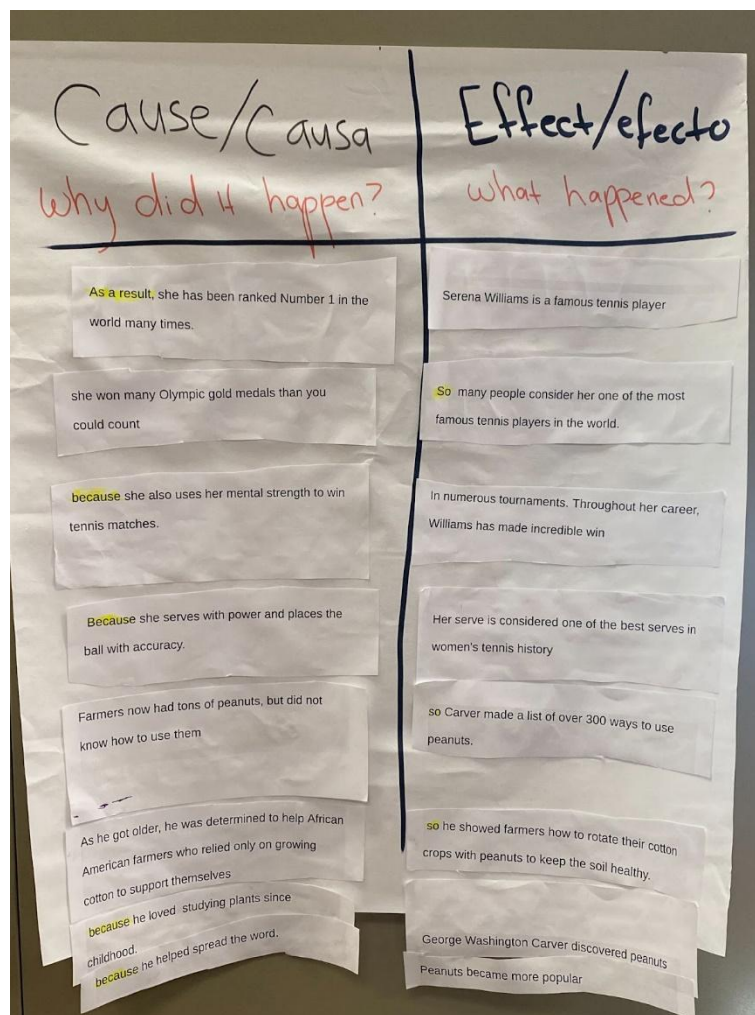 Cause/Causa
Why did it happen?
Effect/efecto
What happened?
As a result, she has been ranked Number 1 in the
world many times.
Serena Williams is a famous tennis player
she won many Olympic gold medals than you
could count
So many people consider her one of the most
famous tennis players in the world.
because she also uses her mental strength to win
tennis matches.
In numerous tournaments. Throughout her career,
Williams has made incredible win
Because she serves with power and places the
ball with accuracy.
Her serve is considered one of the best serves in
women's tennis history
Farmers now had tons of peanuts, but did not
know how to use them
so Carver made a list of over 300 ways to use
peanuts.
As he got older, he was determined to help African
American farmers who relied only on growing
cotton to support themselves
so he showed farmers how to rotate their cotton
crops with peanuts to keep the soil healthy.
because he loved studying plants since
childhood.
George Washington Carver discovered peanuts
because he helped spread the word.
Peanuts became more popular